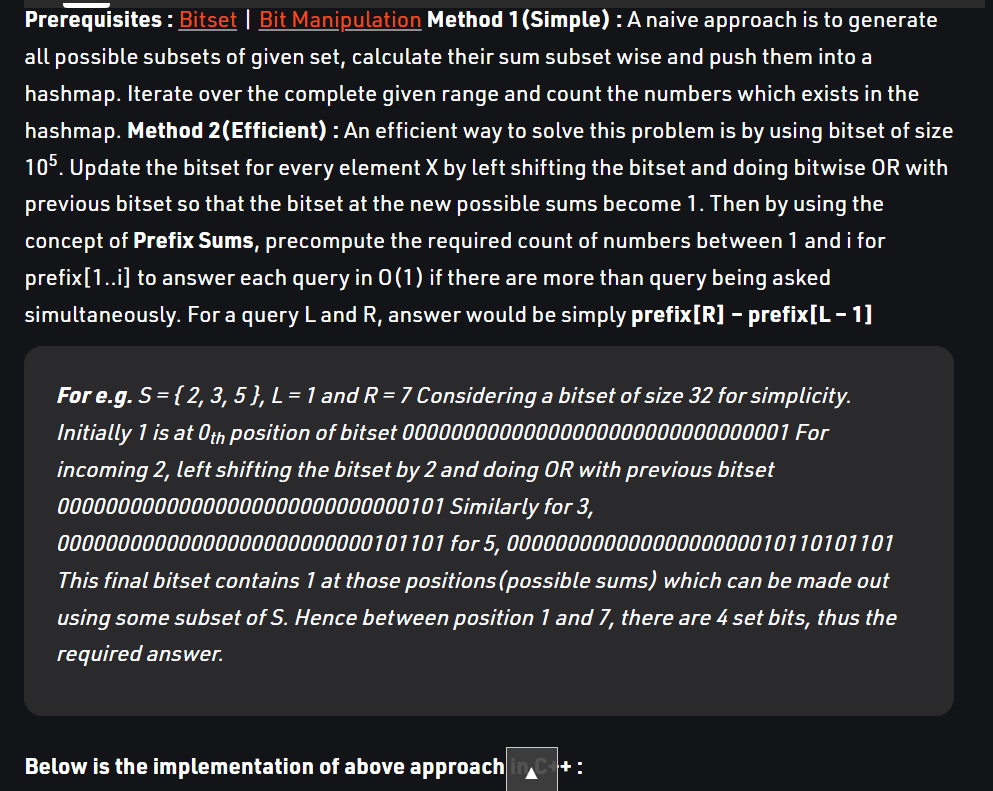 Prerequisites : Bitset | Bit Manipulation Method 1(Simple) : A naive approach is to generate
all possible subsets of given set, calculate their sum subset wise and push them into a
hashmap. Iterate over the complete given range and count the numbers which exists in the
hashmap. Method 2(Efficient) : An efficient way to solve this problem is by using bitset of size
10⁵. Update the bitset for every element X by left shifting the bitset and doing bitwise OR with
previous bitset so that the bitset at the new possible sums become 1. Then by using the
concept of Prefix Sums, precompute the required count of numbers between 1 and i for
prefix[1..i] to answer each query in O(1) if there are more than query being asked
simultaneously. For a query L and R, answer would be simply prefix[R] – prefix[L – 1]
For e.g. S = { 2, 3, 5 }, L = 1 and R = 7 Considering a bitset of size 32 for simplicity.
Initially 1 is at 0th position of bitset 00000000000000000000000000000001 For
incoming 2, left shifting the bitset by 2 and doing OR with previous bitset
00000000000000000000000000000101 Similarly for 3,
00000000000000000000000000101101 for 5, 00000000000000000000010110101101
This final bitset contains 1 at those positions(possible sums) which can be made out
using some subset of S. Hence between position 1 and 7, there are 4 set bits, thus the
required answer.
Below is the implementation of above approach in C++ :